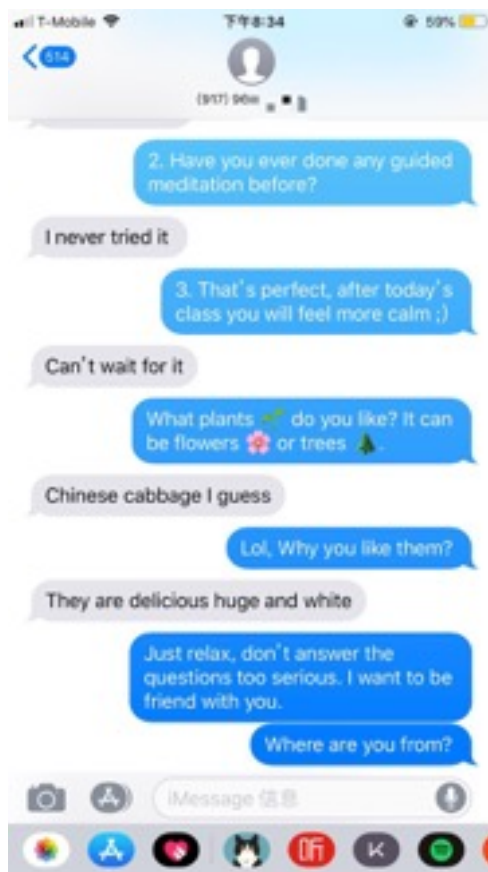 T-Mobile
下午8:34
59%
514
2. Have you ever done any guided
meditation before?
I never tried it
3. That's perfect, after today's
class you will feel more calm ;)
Can't wait for it
What plants 🌱 do you like? It can
be flowers 🌸 or trees 🌲.
Chinese cabbage I guess
Lol, Why you like them?
They are delicious huge and white
Just relax, don't answer the
questions too serious. I want to be
friend with you.
Where are you from?
iMessage 信息